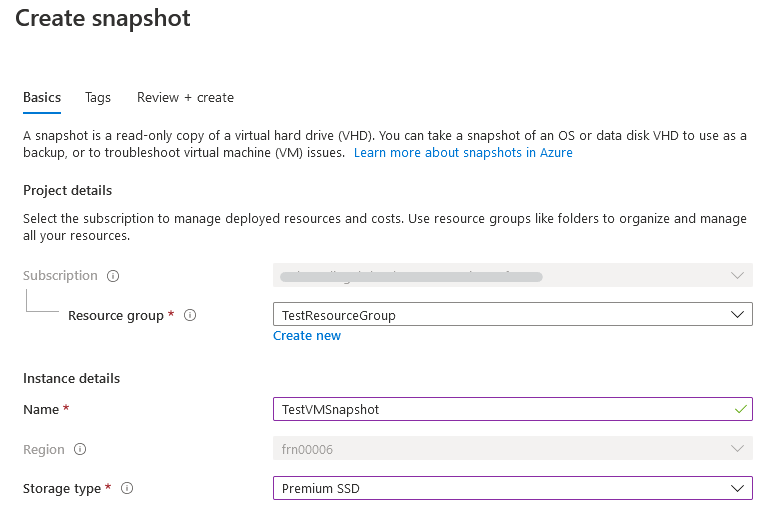 Create snapshot
Basics Tags Review + create
A snapshot is a read-only copy of a virtual hard drive (VHD). You can take a snapshot of an OS or data disk VHD to use as a
backup, or to troubleshoot virtual machine (VM) issues. Learn more about snapshots in Azure
Project details
Select the subscription to manage deployed resources and costs. Use resource groups like folders to organize and manage
all your resources.
Subscription
Resource group * TestResourceGroup
Create new
Instance details
Name * TestVMSnapshot
Region frn00006
Storage type * Premium SSD